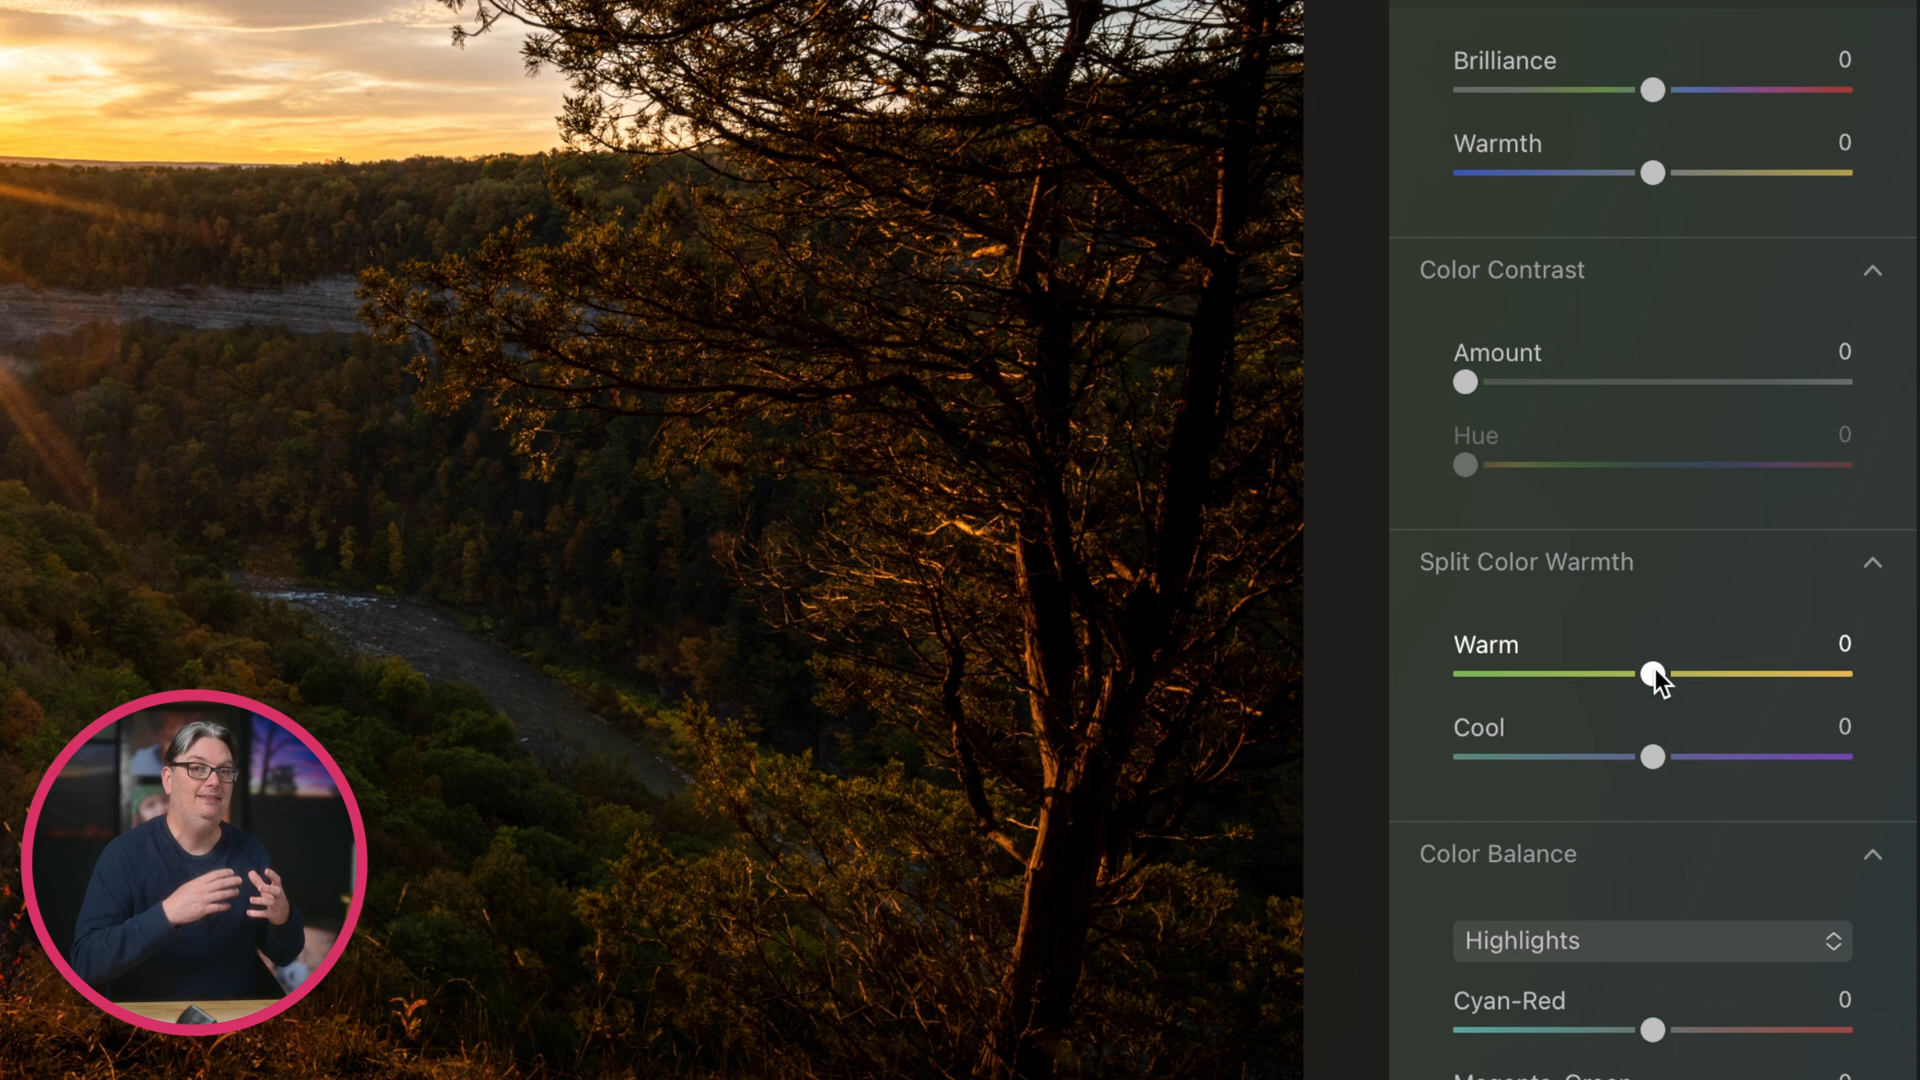 Brilliance 0
Warmth 0
Color Contrast
Amount 0
Hue 0
Split Color Warmth
Warm 0
Cool 0
Color Balance
Highlights
Cyan-Red 0